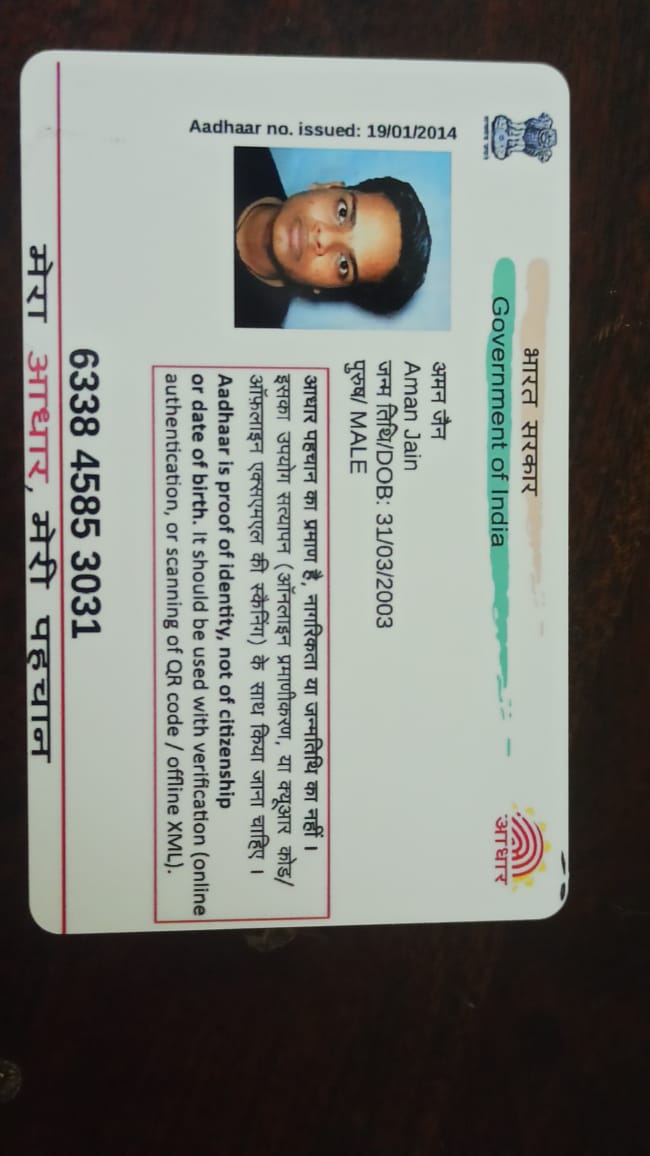 भारत सरकार
Government of India
आधार
Aadhaar no. issued: 19/01/2014
अमन जैन
Aman Jain
जन्म तिथि/DOB: 31/03/2003
पुरुष/ MALE
आधार पहचान का प्रमाण है, नागरिकता या जन्मतिथि का नहीं ।
इसका उपयोग सत्यापन (ऑनलाइन प्रमाणीकरण, या क्यूआर कोड/
ऑफ़लाइन एक्सएमएल की स्कैनिंग) के साथ किया जाना चाहिए ।
Aadhaar is proof of identity, not of citizenship
or date of birth. It should be used with verification (online
authentication, or scanning of QR code / offline XML).
6338 4585 3031
मेरा आधार, मेरी पहचान